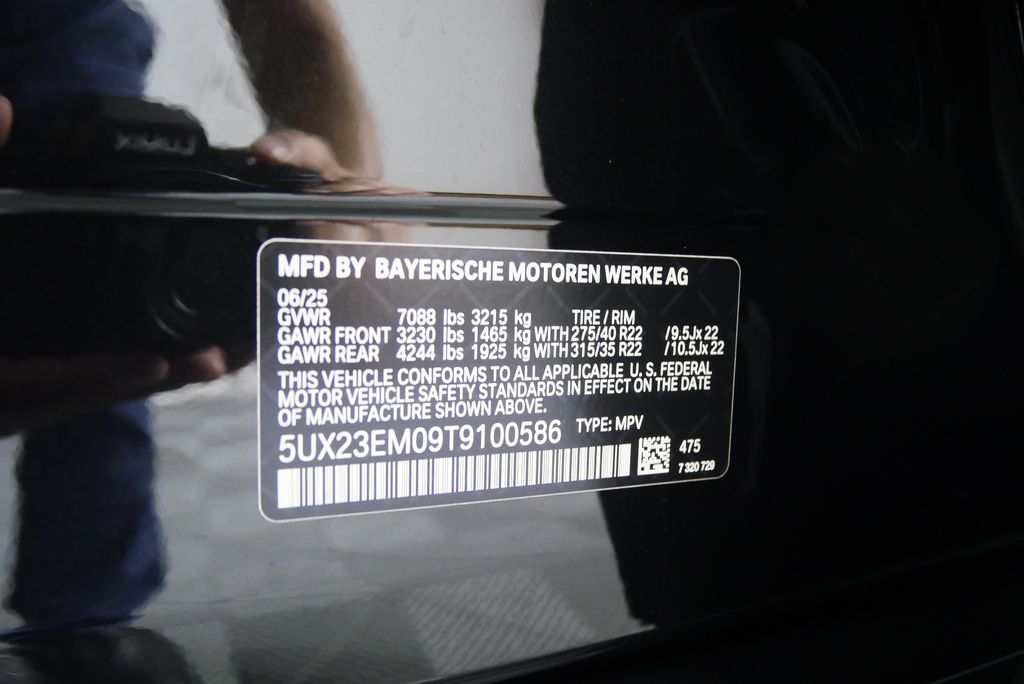 MFD BY BAYERISCHE MOTOREN WERKE AG
06/25
GVWR 7088 lbs 3215 kg TIRE / RIM
GAWR FRONT 3230 lbs 1465 kg WITH 275/40 R22 /9.5Jx 22
GAWR REAR 4244 lbs 1925 kg WITH 315/35 R22 /10.5Jx 22
THIS VEHICLE CONFORMS TO ALL APPLICABLE U.S. FEDERAL
MOTOR VEHICLE SAFETY STANDARDS IN EFFECT ON THE DATE
OF MANUFACTURE SHOWN ABOVE.
5UX23EM09T9100586 TYPE: MPV
475
7 320 729